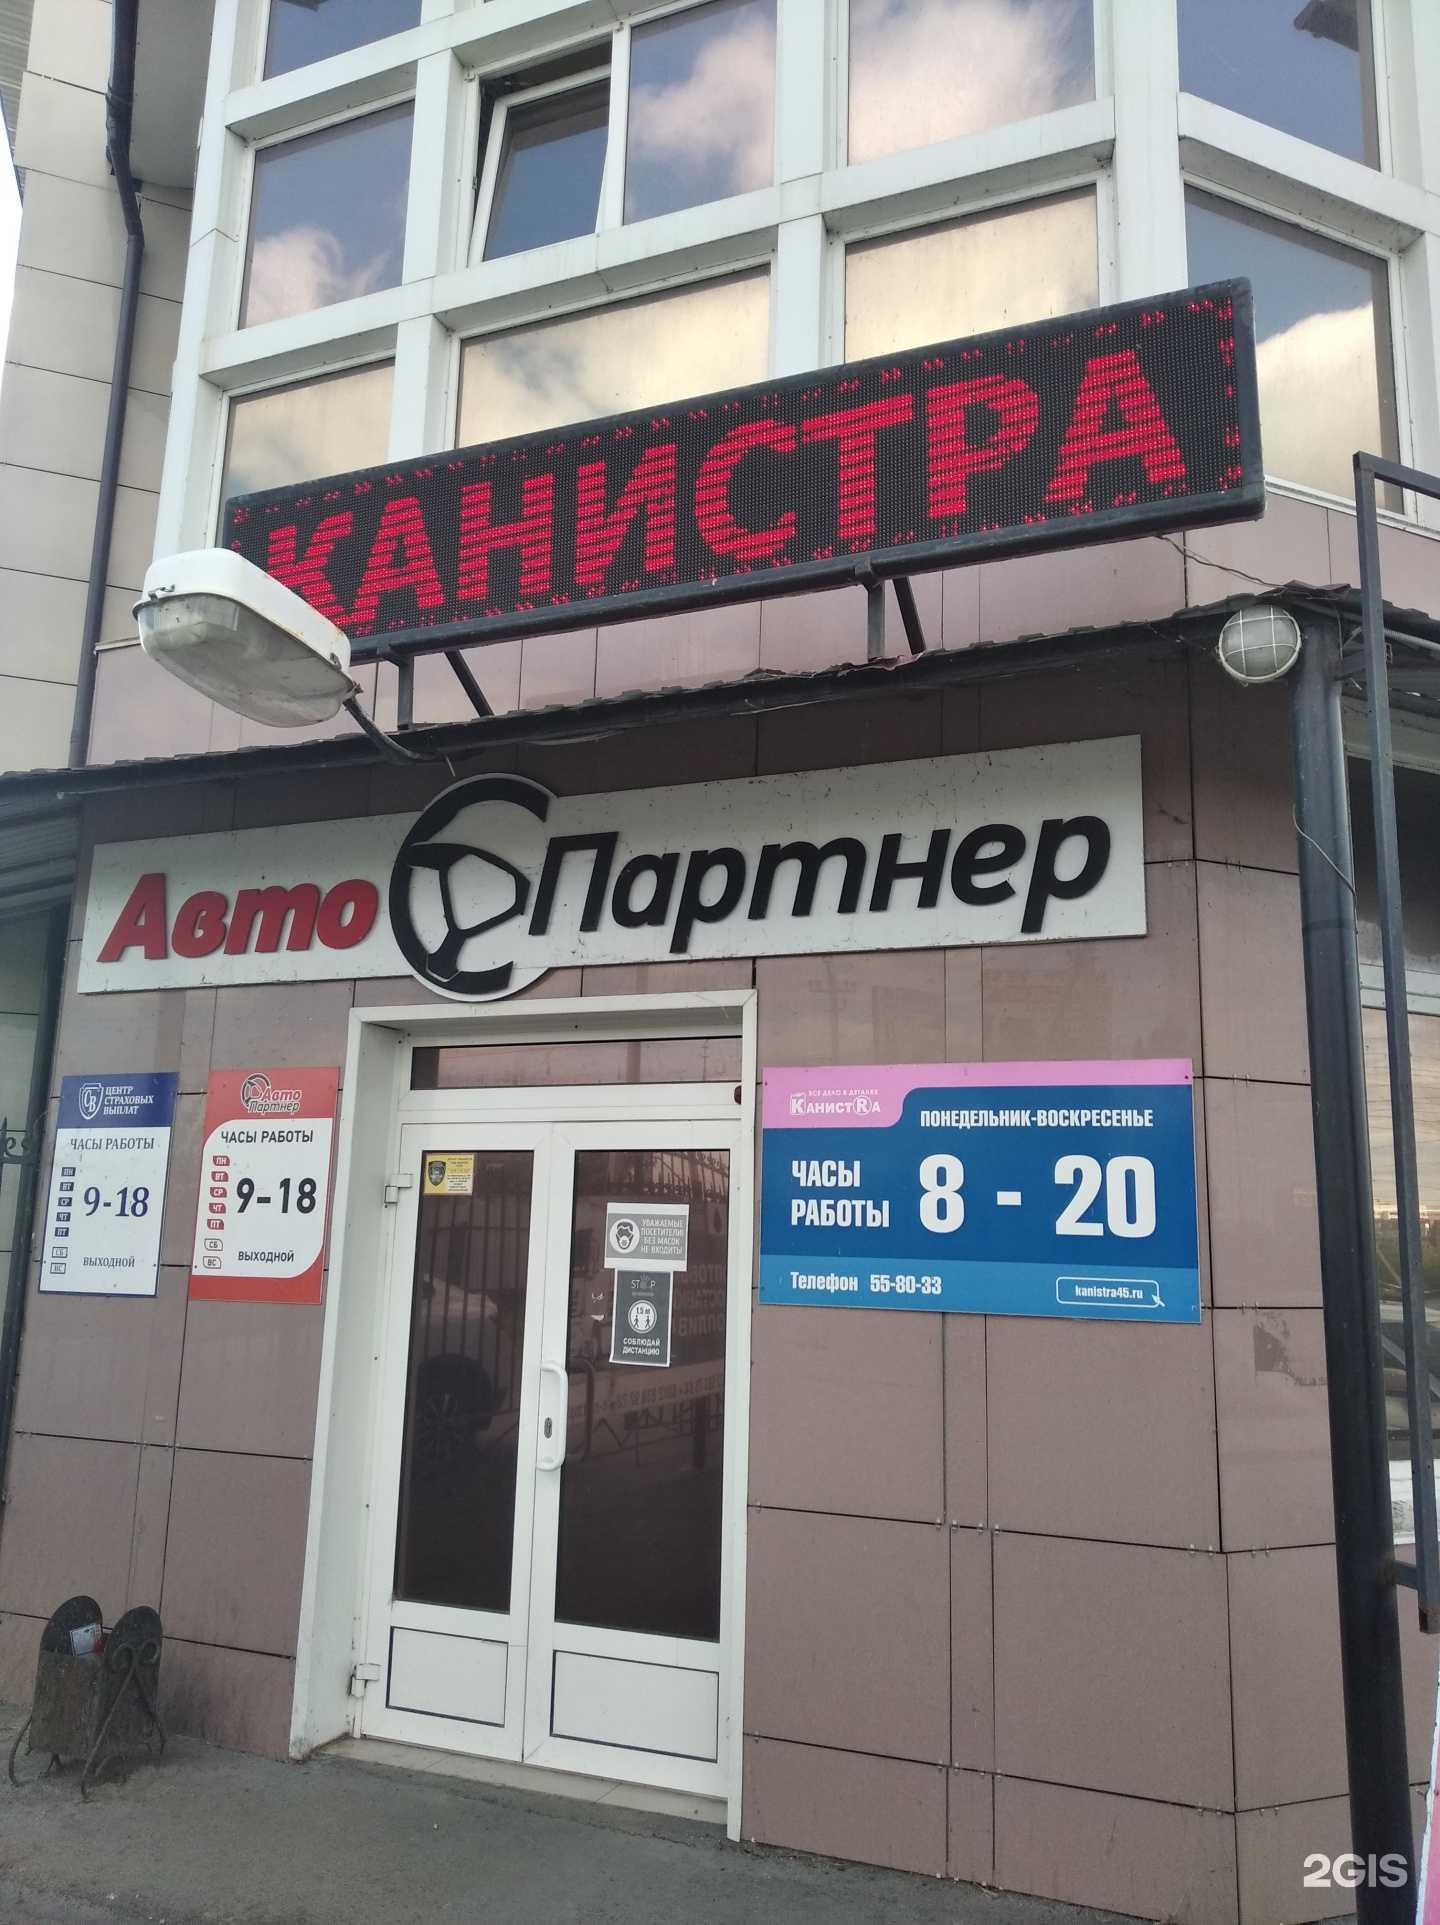 КАНИСТРА
Авто Партнер
ЦЕНТР
СТРАХОВЫХ
ВЫПЛАТ
ЧАСЫ РАБОТЫ
ПН
ВТ
СР
ЧТ
ПТ
9-18
СБ
ВС
ВЫХОДНОЙ
Авто
Партнер
ЧАСЫ РАБОТЫ
ПН
ВТ
СР
ЧТ
ПТ
9-18
СБ
ВС
ВЫХОДНОЙ
УВАЖАЕМЫЕ
ПОСЕТИТЕЛИ!
БЕЗ МАСОК
НЕ ВХОДИТЬ!
STOP
1,5 м
СОБЛЮДАЙ
ДИСТАНЦИЮ
ВСЕ ДЕЛО В ДЕТАЛЯХ
КАНИСТRА
ПОНЕДЕЛЬНИК-ВОСКРЕСЕНЬЕ
ЧАСЫ
РАБОТЫ
8 - 20
Телефон 55-80-33
kanistra45.ru
2GIS